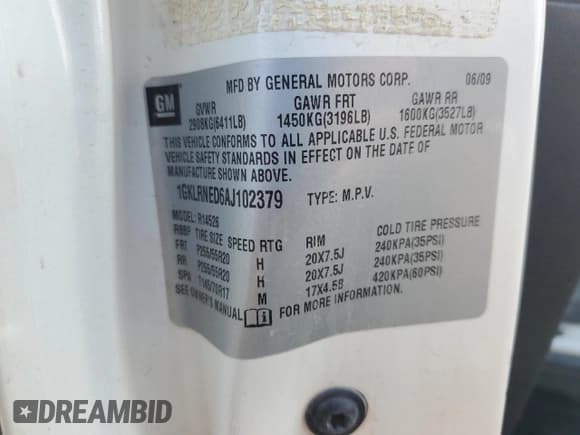 MFD BY GENERAL MOTORS CORP. 06/09
GM
GVWR GAWR FRT GAWR RR
2908KG(6411LB) 1450KG(3196LB) 1600KG(3527LB)
THIS VEHICLE CONFORMS TO ALL APPLICABLE U.S. FEDERAL MOTOR
VEHICLE SAFETY STANDARDS IN EFFECT ON THE DATE OF
MANUFACTURE SHOWN ABOVE.
1GKLRNED6AJ102379 TYPE: M.P.V.
MODEL: R14526
RBBP TIRE SIZE SPEED RTG RIM COLD TIRE PRESSURE
FRT P255/55R20 H 20X7.5J 240KPA(35PSI)
RR P255/55R20 H 20X7.5J 240KPA(35PSI)
SPA T145/70R17 M 17X4.5B 420KPA(60PSI)
SEE OWNER'S MANUAL FOR MORE INFORMATION.
DREAMBID